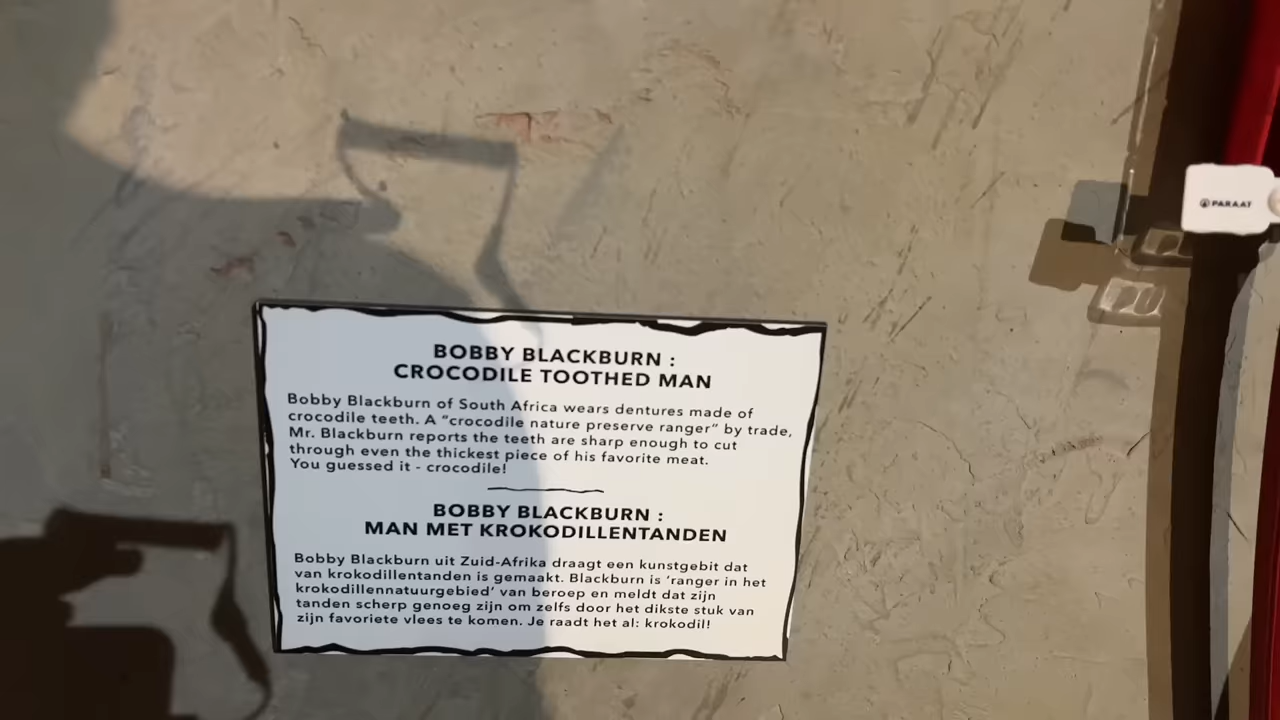 PARAAT
BOBBY BLACKBURN :
CROCODILE TOOTHED MAN
Bobby Blackburn of South Africa wears dentures made of
crocodile teeth. A "crocodile nature preserve ranger" by trade,
Mr. Blackburn reports the teeth are sharp enough to cut
through even the thickest piece of his favorite meat.
You guessed it - crocodile!
BOBBY BLACKBURN :
MAN MET KROKODILLENTANDEN
Bobby Blackburn uit Zuid-Afrika draagt een kunstgebit dat
van krokodillentanden is gemaakt. Blackburn is 'ranger in het
krokodillennatuurgebied' van beroep en meldt dat zijn
tanden scherp genoeg zijn om zelfs door het dikste stuk van
zijn favoriete vlees te komen. Je raadt het al: krokodil!